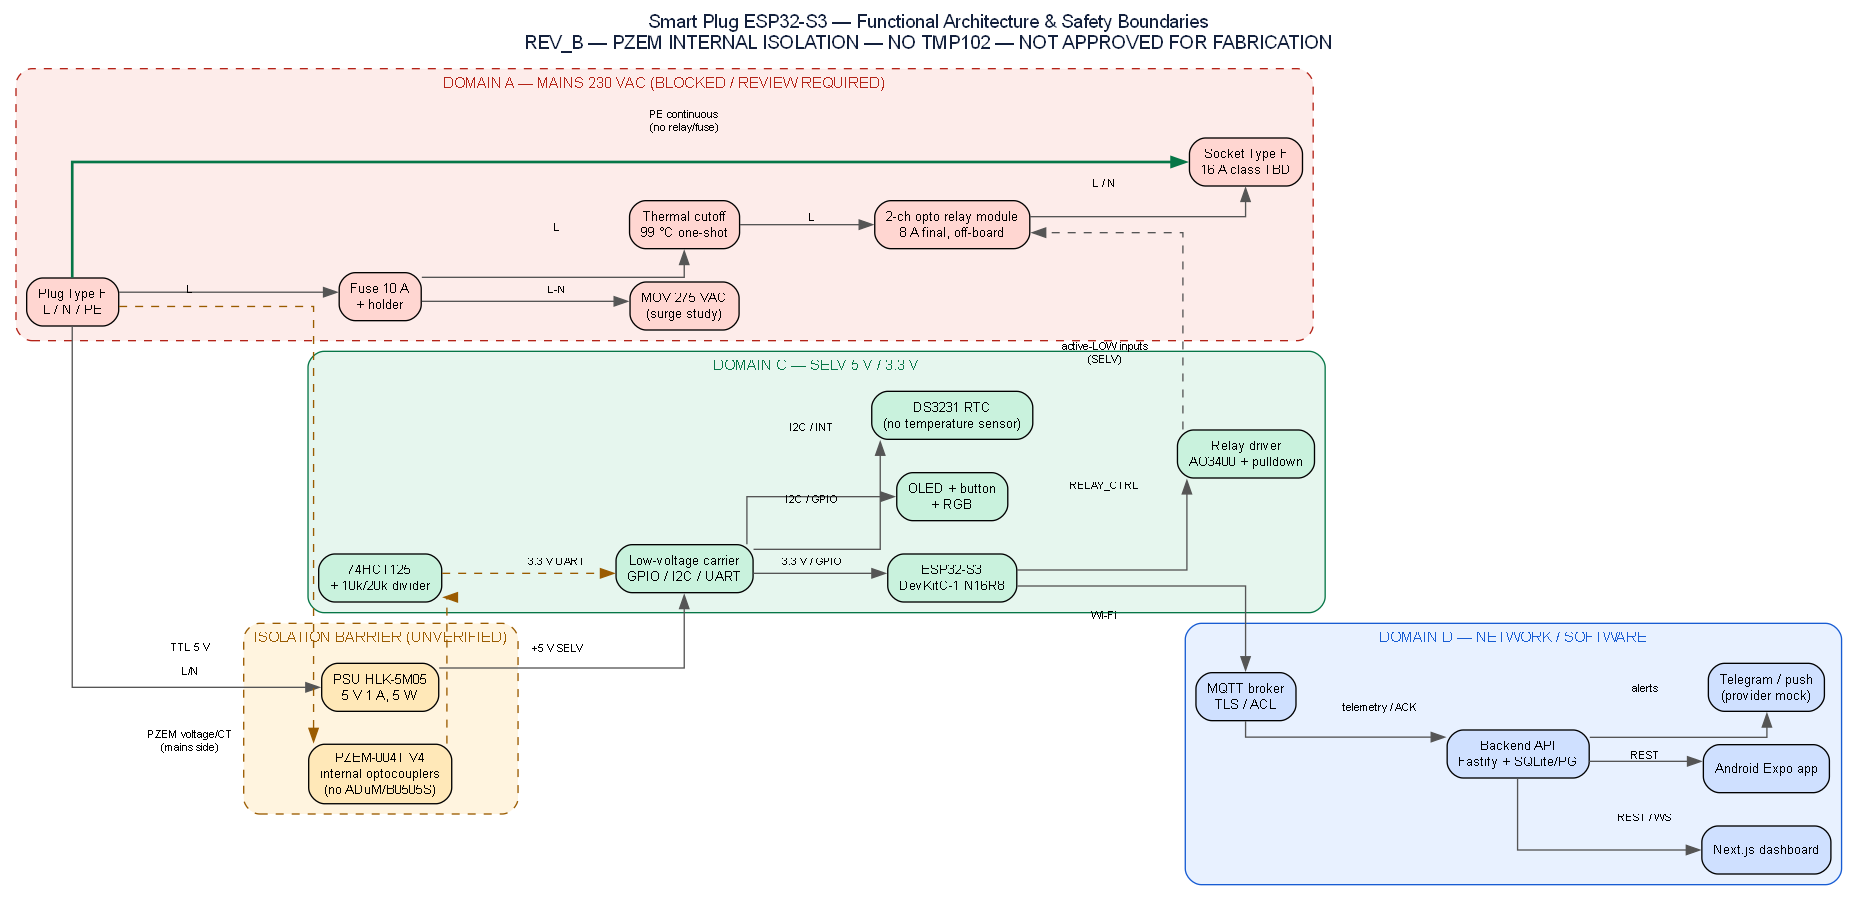 Smart Plug ESP32-S3 — Functional Architecture & Safety Boundaries
REV_B — PZEM INTERNAL ISOLATION — NO TMP102 — NOT APPROVED FOR FABRICATION
DOMAIN A — MAINS 230 VAC (BLOCKED / REVIEW REQUIRED)
PE continuous
(no relay/fuse)
Socket Type F
16 A class TBD
L / N
Thermal cutoff
99 °C one-shot
L
2-ch opto relay module
8 A final, off-board
L
Plug Type F
L / N / PE
L
Fuse 10 A
+ holder
L-N
MOV 275 VAC
(surge study)
active-LOW inputs
(SELV)
DOMAIN C — SELV 5 V / 3.3 V
DS3231 RTC
(no temperature sensor)
I2C / INT
Relay driver
AO3400 + pulldown
OLED + button
+ RGB
I2C / GPIO
RELAY_CTRL
74HCT125
+ 10k/20k divider
3.3 V UART
Low-voltage carrier
GPIO / I2C / UART
3.3 V / GPIO
ESP32-S3
DevKitC-1 N16R8
Wi-Fi
ISOLATION BARRIER (UNVERIFIED)
TTL 5 V
L/N
+5 V SELV
PSU HLK-5M05
5 V 1 A, 5 W
PZEM voltage/CT
(mains side)
PZEM-004T V4
internal optocouplers
(no ADuM/B0505S)
DOMAIN D — NETWORK / SOFTWARE
MQTT broker
TLS / ACL
telemetry / ACK
alerts
Telegram / push
(provider mock)
Backend API
Fastify + SQLite/PG
REST
Android Expo app
REST / WS
Next.js dashboard